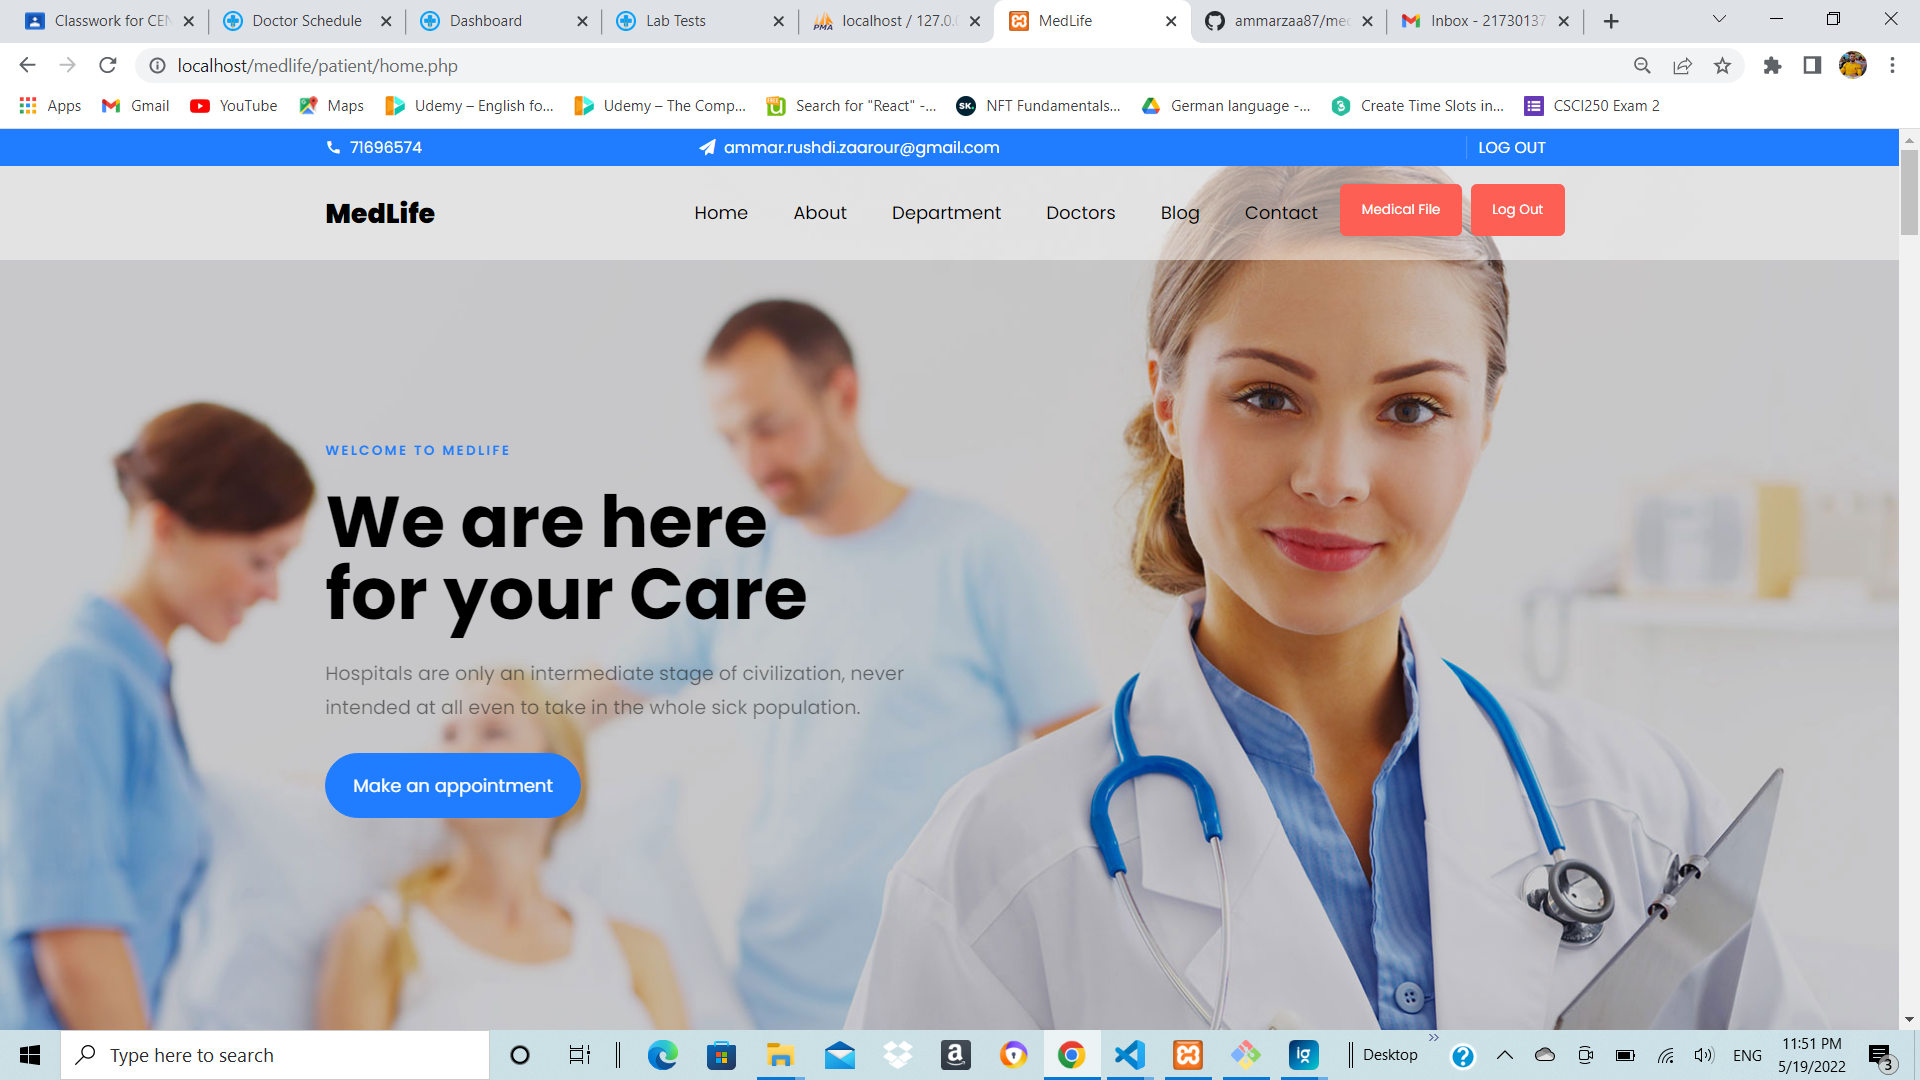 Classwork for CEN
Doctor Schedule
Dashboard
Lab Tests
localhost / 127.0.0
MedLife
ammarzaa87/med
Inbox - 21730137
localhost/medlife/patient/home.php
Apps
Gmail
YouTube
Maps
Udemy – English fo...
Udemy – The Comp...
Search for "React" -...
NFT Fundamentals...
German language -...
Create Time Slots in...
CSCI250 Exam 2
71696574
ammar.rushdi.zaarour@gmail.com
LOG OUT
MedLife
Home
About
Department
Doctors
Blog
Contact
Medical File
Log Out
WELCOME TO MEDLIFE
We are here
for your Care
Hospitals are only an intermediate stage of civilization, never
intended at all even to take in the whole sick population.
Make an appointment
Type here to search
Desktop
ENG
11:51 PM
5/19/2022
3